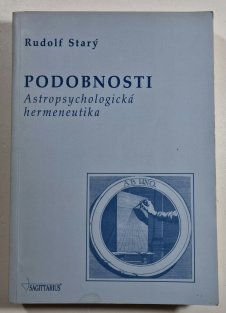 Rudolf Starý
PODOBNOSTI
Astropsychologická
hermeneutika
SAGITTARIUS